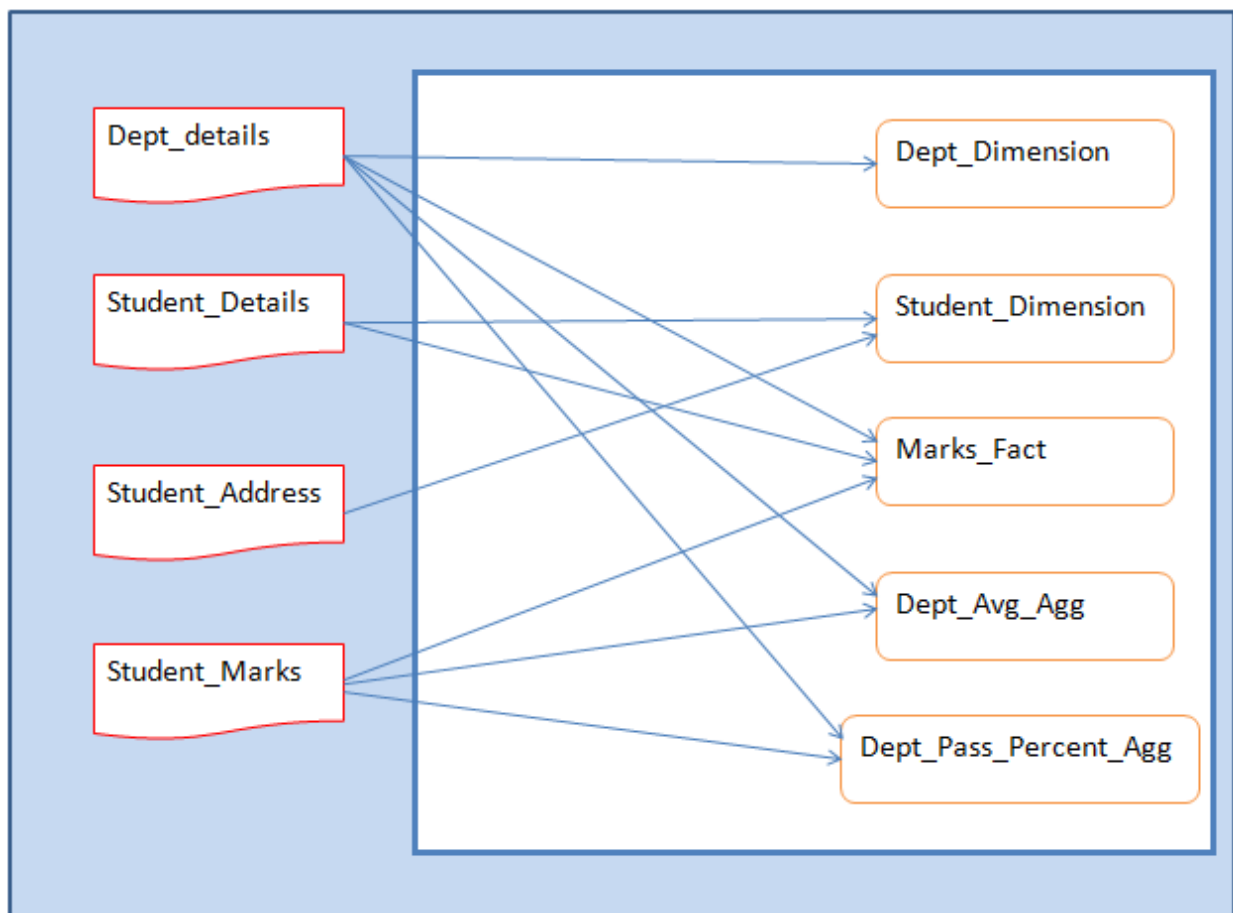 Dept_details
Student_Details
Student_Address
Student_Marks
Dept_Dimension
Student_Dimension
Marks_Fact
Dept_Avg_Agg
Dept_Pass_Percent_Agg